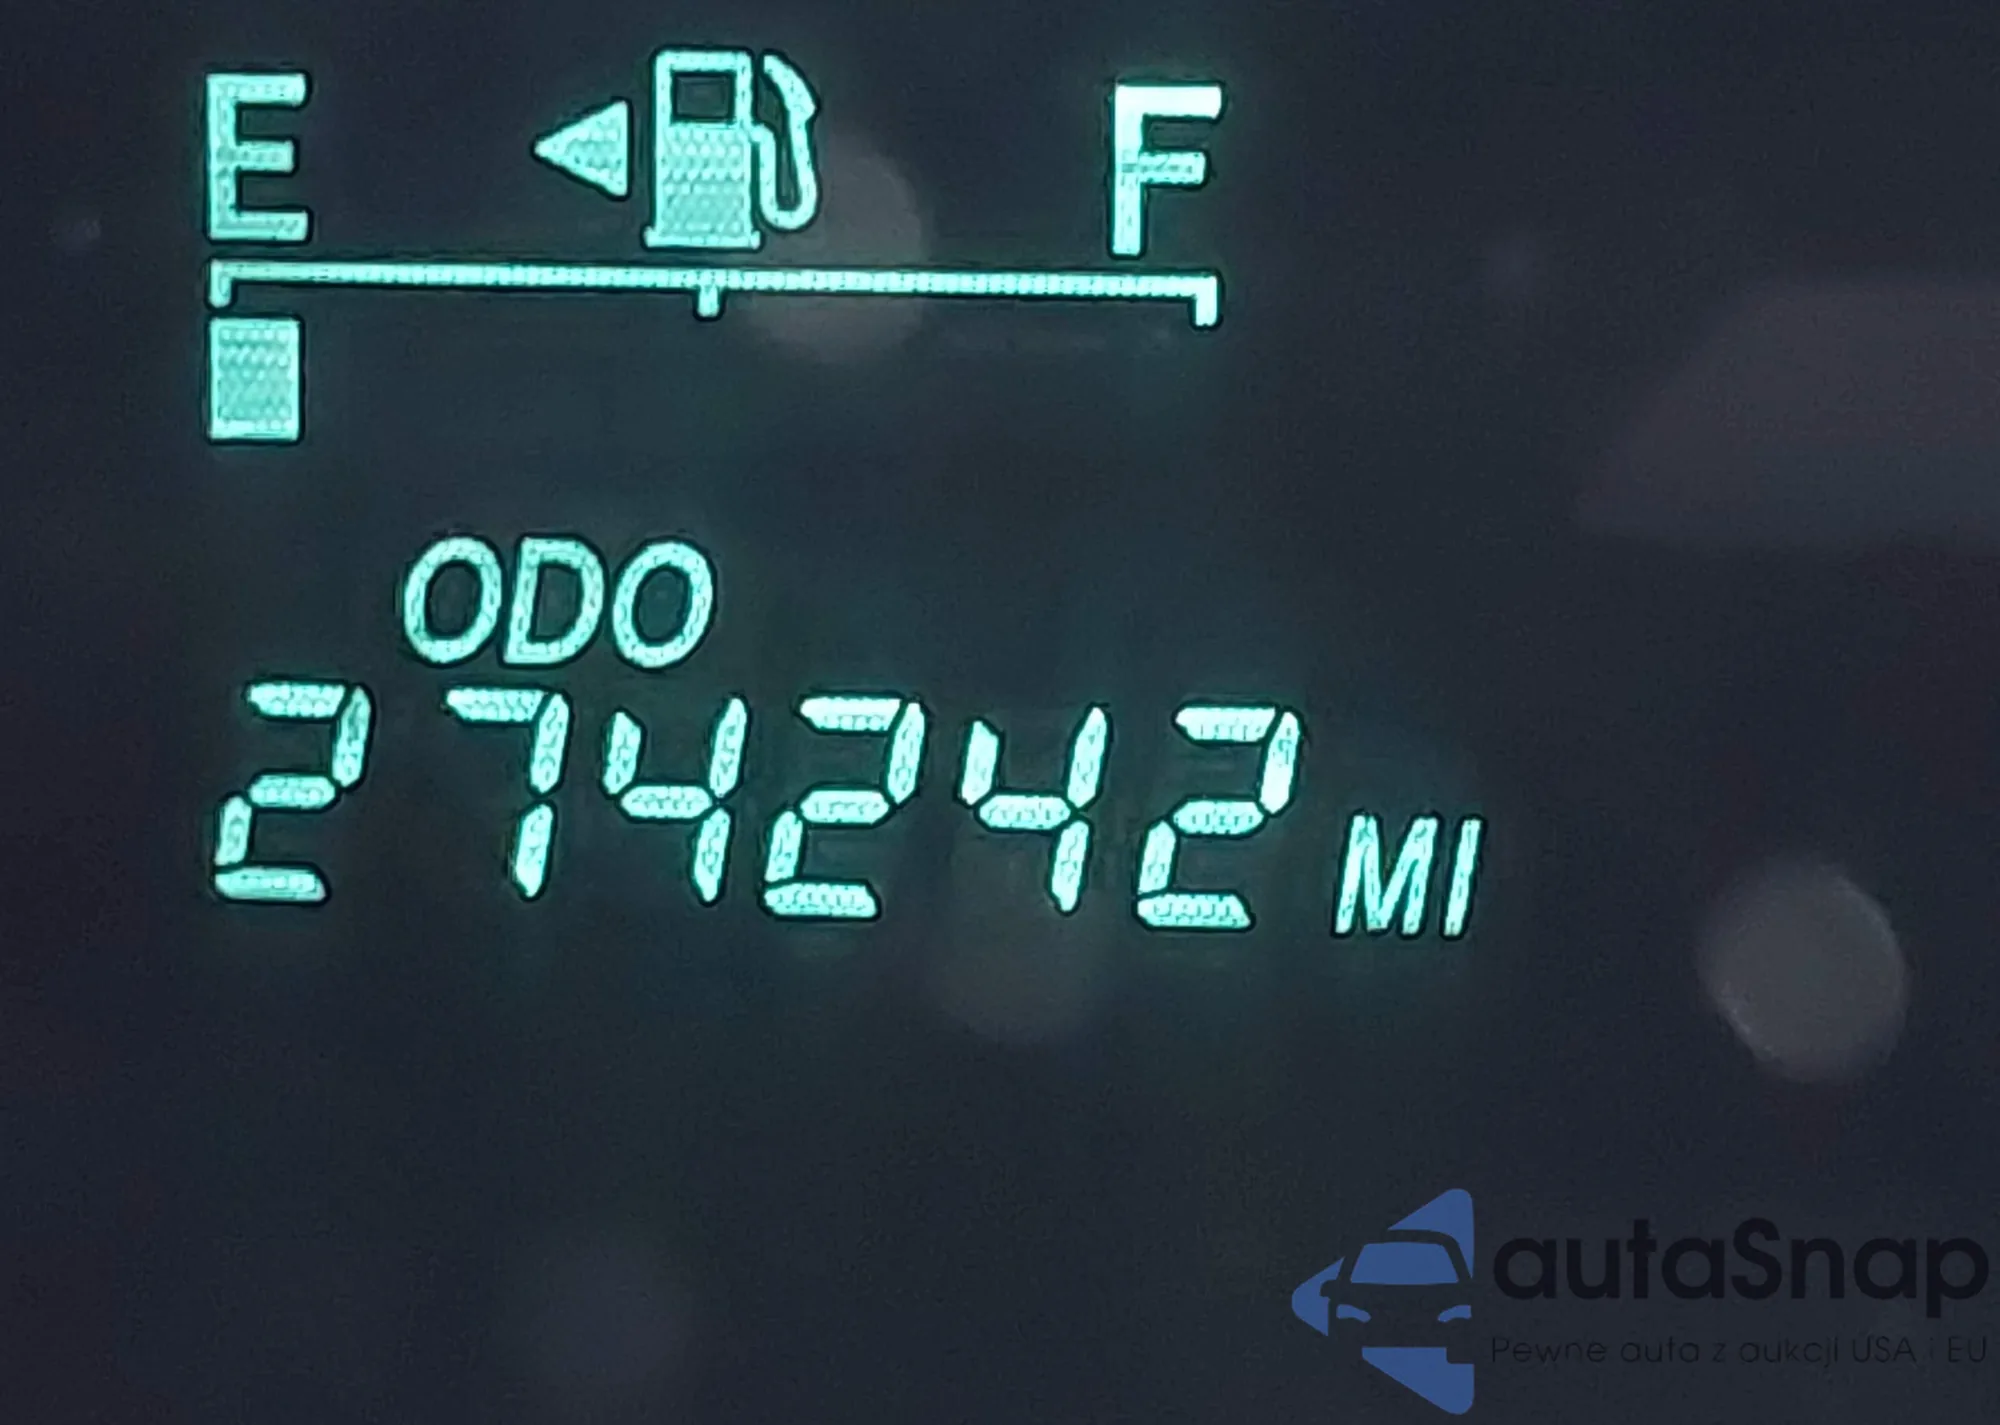 E F
ODO
274242 MI
autaSnap
Pewne auta z aukcji USA i EU